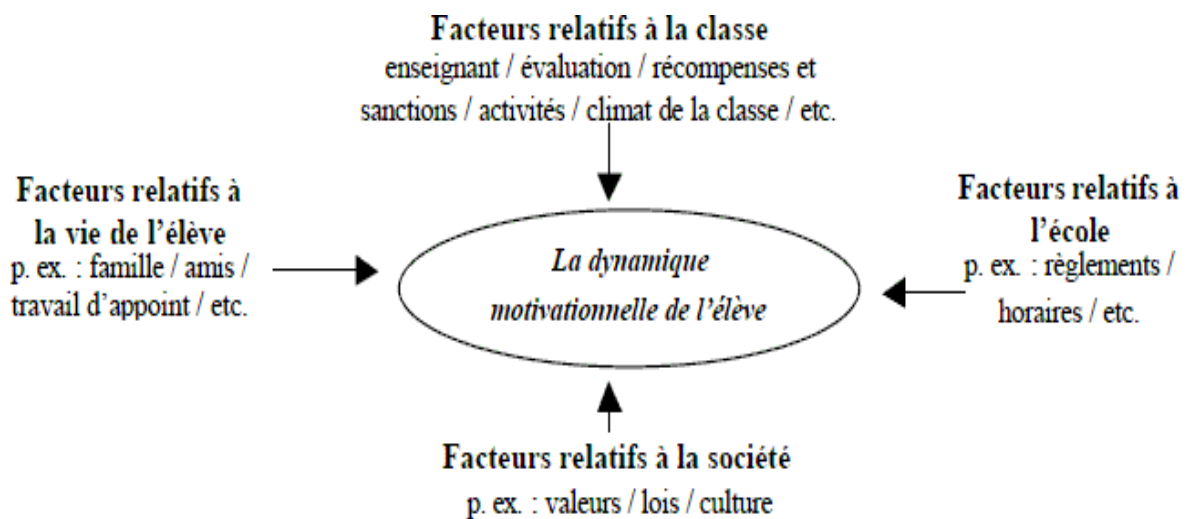 Facteurs relatifs à la classe
enseignant / évaluation / récompenses et
sanctions / activités / climat de la classe / etc.
Facteurs relatifs à
la vie de l'élève
p. ex. : famille / amis /
travail d'appoint / etc.
La dynamique
motivationnelle de l'élève
Facteurs relatifs à
l'école
p. ex. : règlements /
horaires / etc.
Facteurs relatifs à la société
p. ex. : valeurs / lois / culture